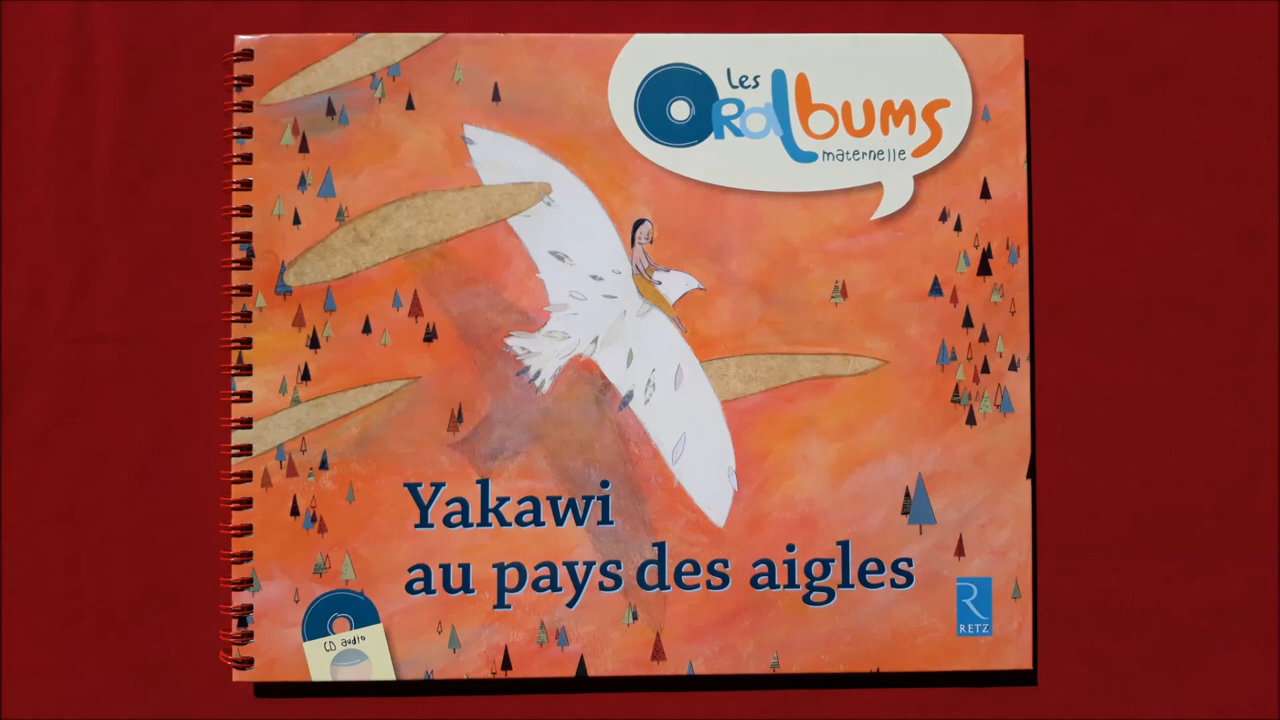 Les
Oralbums
maternelle
Yakawi
au pays des aigles
CD audio
R
RETZ